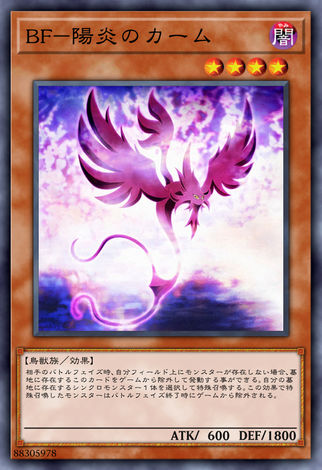 BF－陽炎のカーム
やみ
闇
【鳥獣族／効果】
相手のバトルフェイズ時、自分フィールド上にモンスターが存在しない場合、墓
地に存在するこのカードをゲームから除外して発動する事ができる。自分の墓
地に存在するシンクロモンスター１体を選択して特殊召喚する。この効果で特
殊召喚したモンスターはバトルフェイズ終了時にゲームから除外される。
ATK/ 600 DEF/1800
88305978